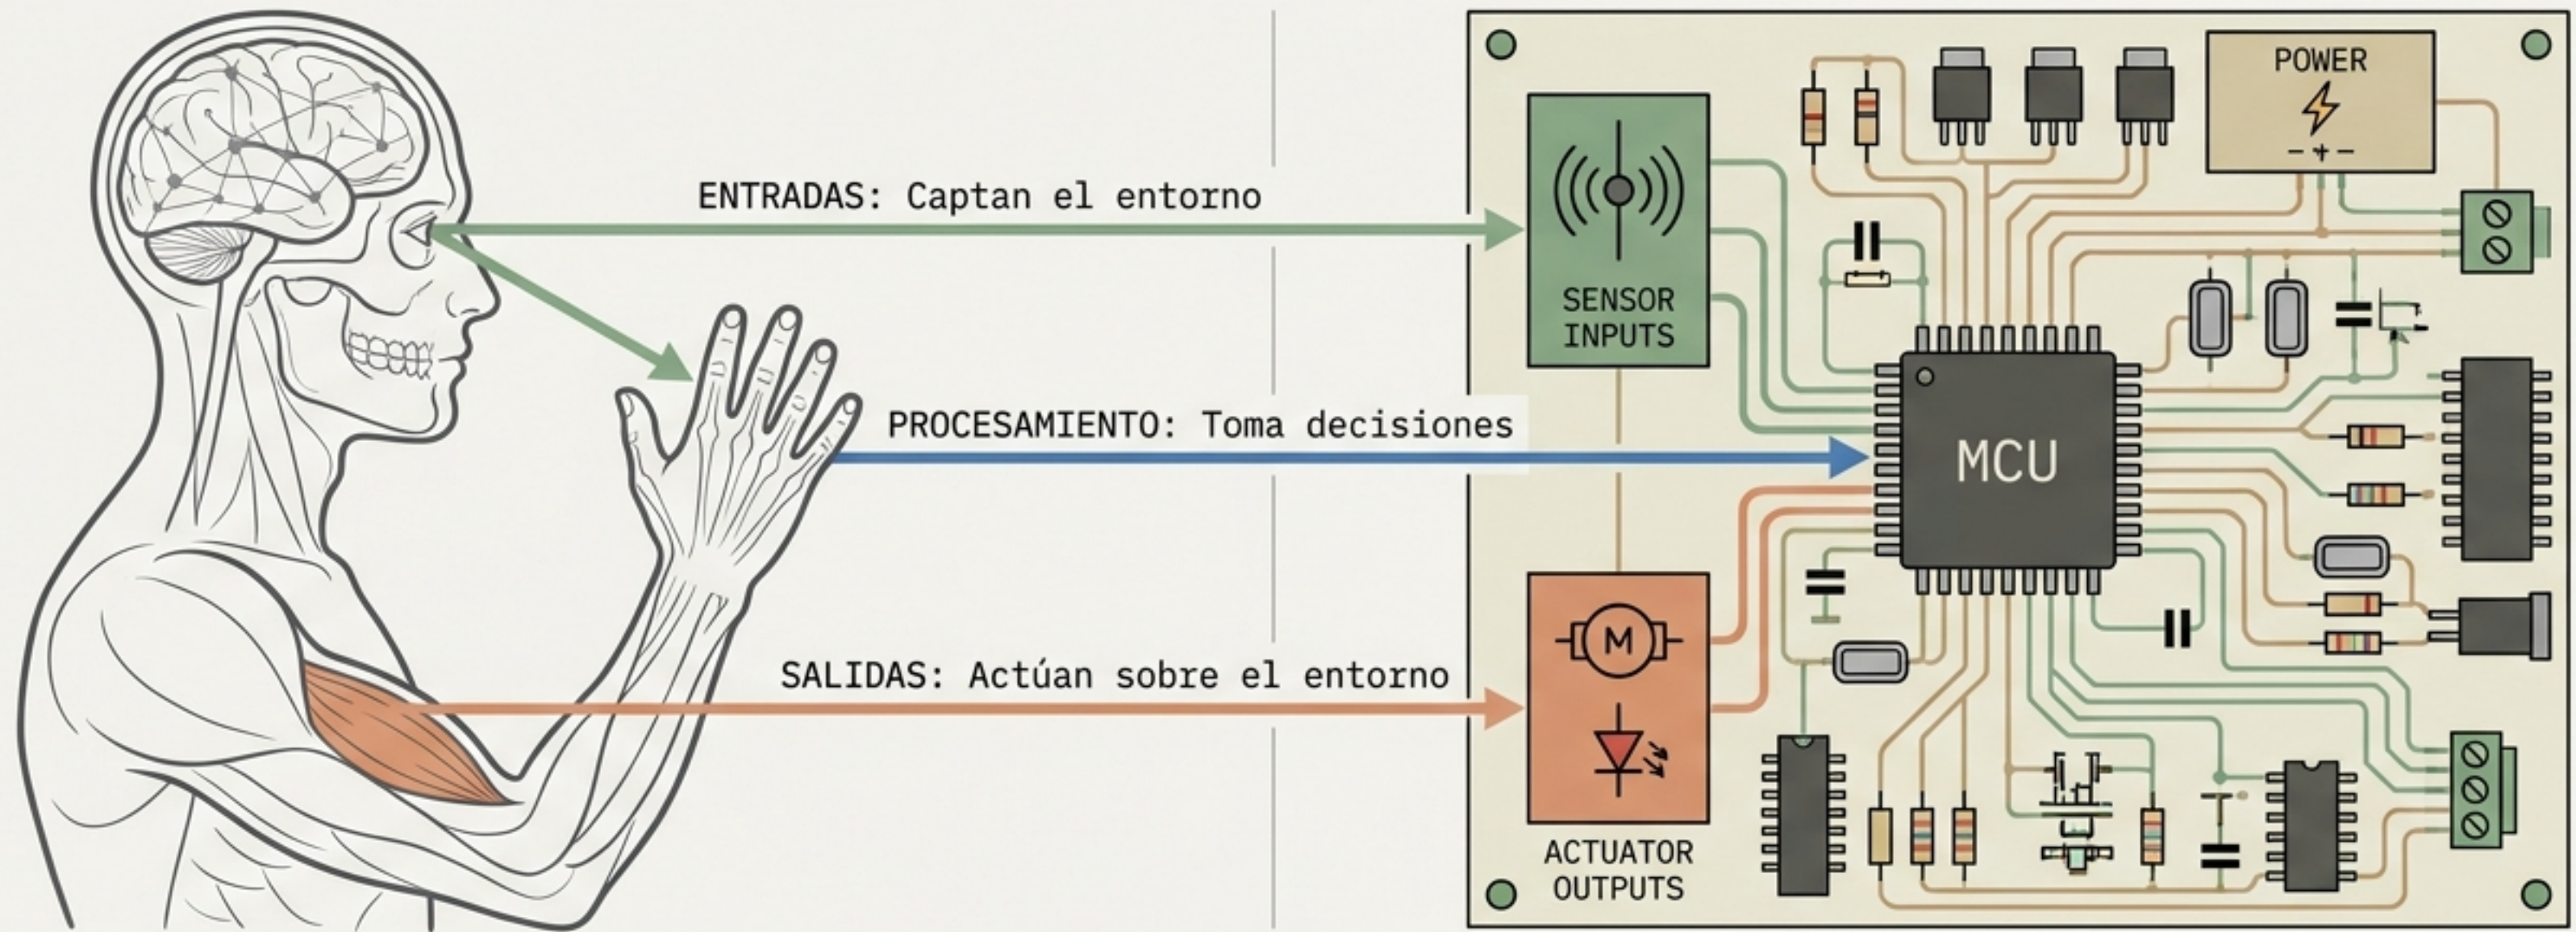 ENTRADAS: Captan el entorno
PROCESAMIENTO: Toma decisiones
SALIDAS: Actúan sobre el entorno
SENSOR
INPUTS
POWER
- + -
MCU
M
ACTUATOR
OUTPUTS